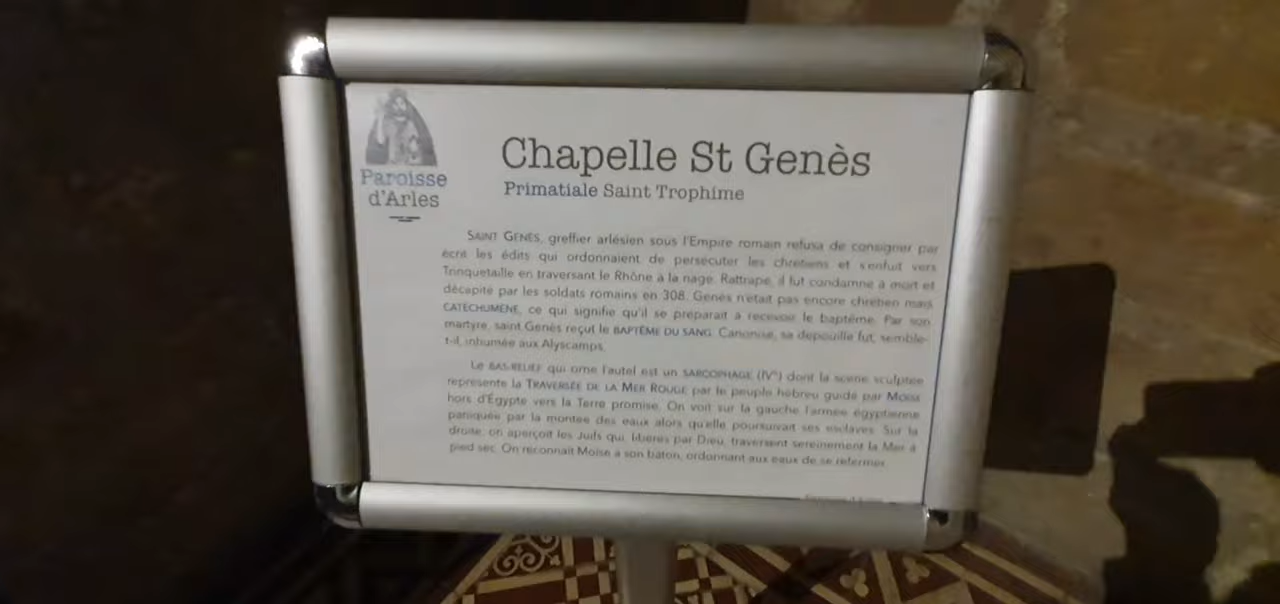 Paroisse
d'Arles
Chapelle St Genès
Primatiale Saint Trophime
SAINT GENÈS, greffier arlésien sous l'Empire romain refusa de consigner par
écrit les édits qui ordonnaient de persécuter les chrétiens et s'enfuit vers
Trinquetaille en traversant le Rhône à la nage. Rattrapé, il fut condamné à mort et
décapité par les soldats romains en 308. Genès n'était pas encore chrétien mais
CATÉCHUMÈNE, ce qui signifie qu'il se préparait à recevoir le baptême. Par son
martyre, saint Genès reçut le BAPTÊME DU SANG. Canonisé, sa dépouille fut, semble-
t-il, inhumée aux Alyscamps.
Le BAS-RELIEF qui orne l'autel est un SARCOPHAGE (IVe) dont la scène sculptée
représente la TRAVERSÉE DE LA MER ROUGE par le peuple hébreu guidé par Moïse
hors d'Égypte vers la Terre promise. On voit sur la gauche l'armée égyptienne
paniquée par la montée des eaux alors qu'elle poursuivait ses esclaves. Sur la
droite, on aperçoit les Juifs qui, libérés par Dieu, traversent sereinement la Mer à
pied sec. On reconnaît Moïse à son bâton, ordonnant aux eaux de se refermer.